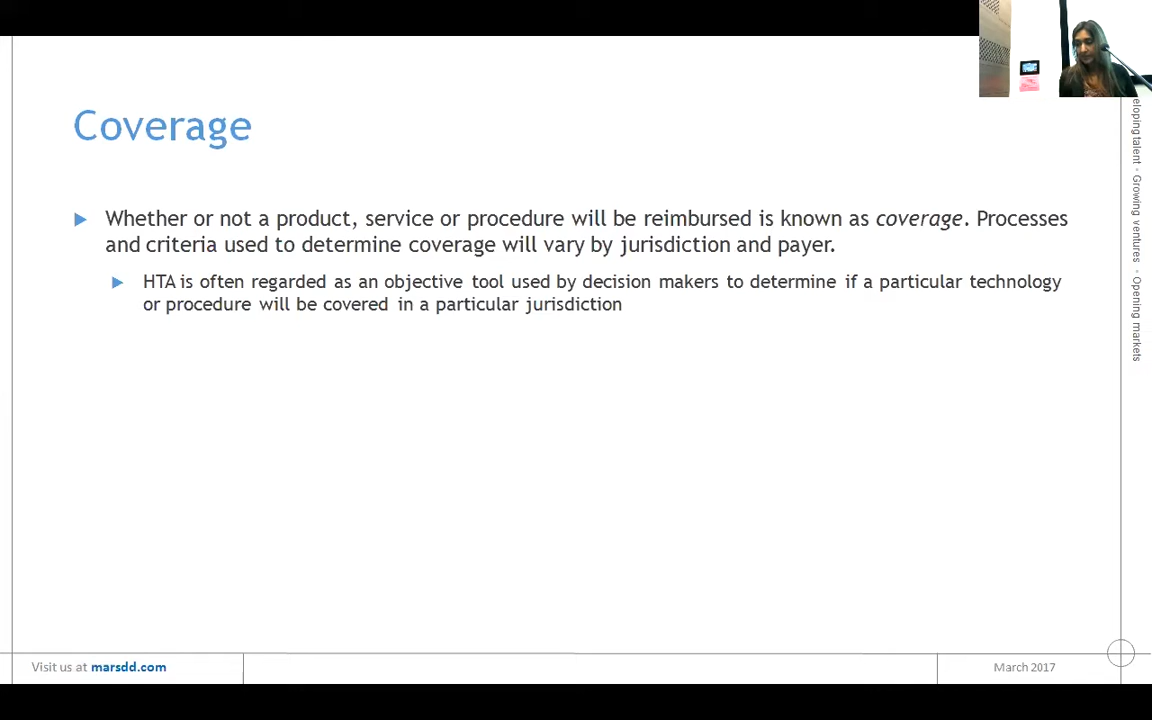 Coverage
Whether or not a product, service or procedure will be reimbursed is known as coverage. Processes
and criteria used to determine coverage will vary by jurisdiction and payer.
HTA is often regarded as an objective tool used by decision makers to determine if a particular technology
or procedure will be covered in a particular jurisdiction
talent · Growing ventures · Opening markets
Visit us at marsdd.com
March 2017